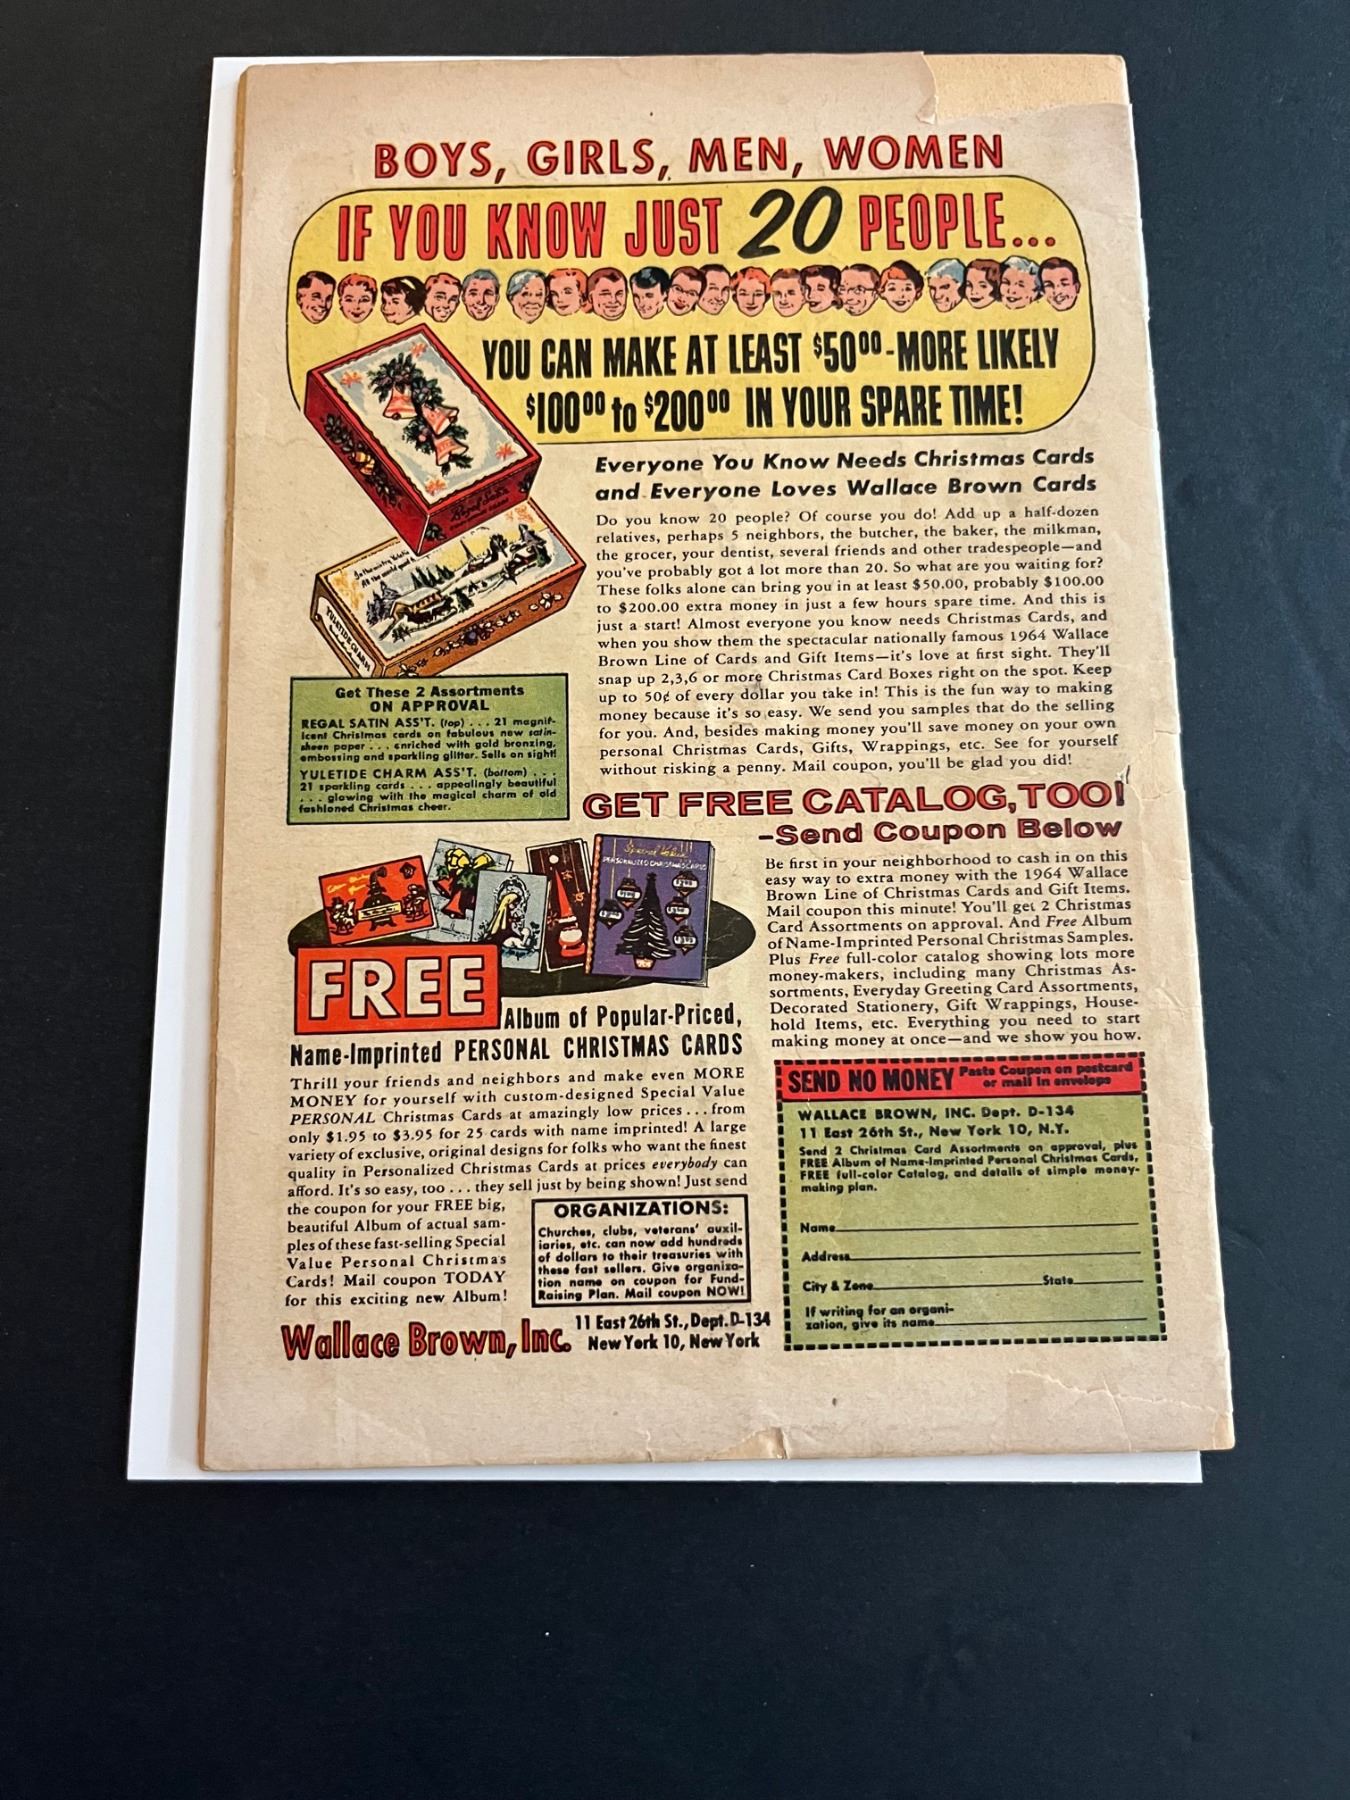 BOYS, GIRLS, MEN, WOMEN
IF YOU KNOW JUST 20 PEOPLE...
YOU CAN MAKE AT LEAST $50.00-MORE LIKELY
$100.00 to $200.00 IN YOUR SPARE TIME!
Everyone You Know Needs Christmas Cards
and Everyone Loves Wallace Brown Cards
Do you know 20 people? Of course you do! Add up a half-dozen
relatives, perhaps 5 neighbors, the butcher, the baker, the milkman,
the grocer, your dentist, several friends and other tradespeople—and
you've probably got a lot more than 20. So what are you waiting for?
These folks alone can bring you in at least $50.00, probably $100.00
to $200.00 extra money in just a few hours spare time. And this is
just a start! Almost everyone you know needs Christmas Cards, and
when you show them the spectacular nationally famous 1964 Wallace
Brown Line of Cards and Gift Items—it's love at first sight. They'll
snap up 2,3,6 or more Christmas Card Boxes right on the spot. Keep
up to 50¢ of every dollar you take in! This is the fun way to making
money because it's so easy. We send you samples that do the selling
for you. And, besides making money you'll save money on your own
personal Christmas Cards, Gifts, Wrappings, etc. See for yourself
without risking a penny. Mail coupon, you'll be glad you did!
Regal Satin
YULETIDE CHARM
Get These 2 Assortments
ON APPROVAL
REGAL SATIN ASS'T. (top) . . . 21 magnif-
icent Christmas cards on fabulous new satin-
sheen paper . . . enriched with gold bronzing,
embossing and sparkling glitter. Sells on sight!
YULETIDE CHARM ASS'T. (bottom) . . .
21 sparkling cards . . . appealingly beautiful
. . . glowing with the magical charm of old
fashioned Christmas cheer.
GET FREE CATALOG, TOO!
-Send Coupon Below
Be first in your neighborhood to cash in on this
easy way to extra money with the 1964 Wallace
Brown Line of Christmas Cards and Gift Items.
Mail coupon this minute! You'll get 2 Christmas
Card Assortments on approval. And Free Album
of Name-Imprinted Personal Christmas Samples.
Plus Free full-color catalog showing lots more
money-makers, including many Christmas As-
sortments, Everyday Greeting Card Assortments,
Decorated Stationery, Gift Wrappings, House-
hold Items, etc. Everything you need to start
making money at once—and we show you how.
Special Value
PERSONALIZED CHRISTMAS CARDS
FREE
Album of Popular-Priced,
Name-Imprinted PERSONAL CHRISTMAS CARDS
Thrill your friends and neighbors and make even MORE
MONEY for yourself with custom-designed Special Value
PERSONAL Christmas Cards at amazingly low prices . . . from
only $1.95 to $3.95 for 25 cards with name imprinted! A large
variety of exclusive, original designs for folks who want the finest
quality in Personalized Christmas Cards at prices everybody can
afford. It's so easy, too . . . they sell just by being shown! Just send
the coupon for your FREE big,
beautiful Album of actual sam-
ples of these fast-selling Special
Value Personal Christmas
Cards! Mail coupon TODAY
for this exciting new Album!
ORGANIZATIONS:
Churches, clubs, veterans' auxil-
iaries, etc. can now add hundreds
of dollars to their treasuries with
these fast sellers. Give organiza-
tion name on coupon for Fund-
Raising Plan. Mail coupon NOW!
Wallace Brown, Inc.
11 East 26th St., Dept. D-134
New York 10, New York
SEND NO MONEY Paste Coupon on postcard
or mail in envelope
WALLACE BROWN, INC. Dept. D-134
11 East 26th St., New York 10, N.Y.
Send 2 Christmas Card Assortments on approval, plus
FREE Album of Name-Imprinted Personal Christmas Cards,
FREE full-color Catalog, and details of simple money-
making plan.
Name
Address
City & Zone State
If writing for an organi-
zation, give its name